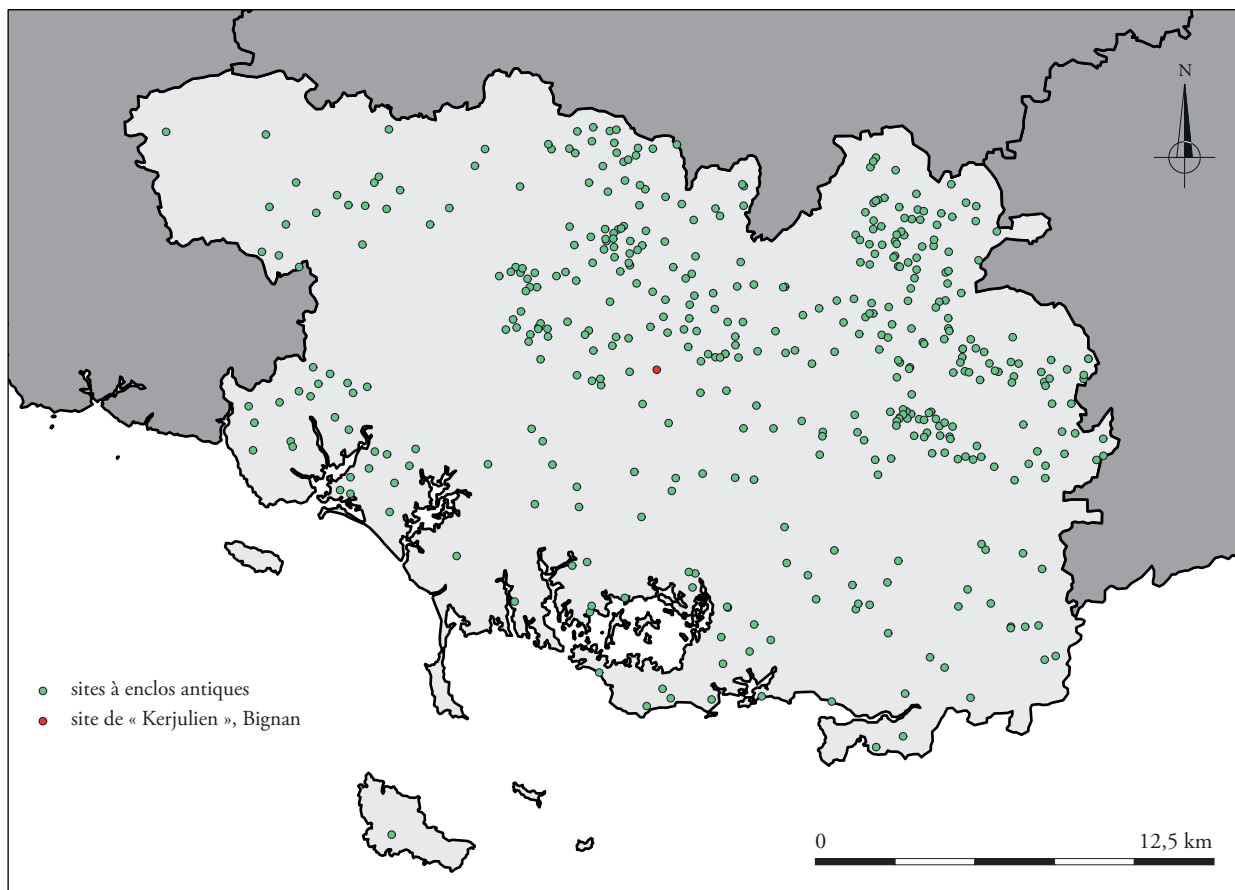 N
sites à enclos antiques
site de « Kerjulien », Bignan
0 12,5 km